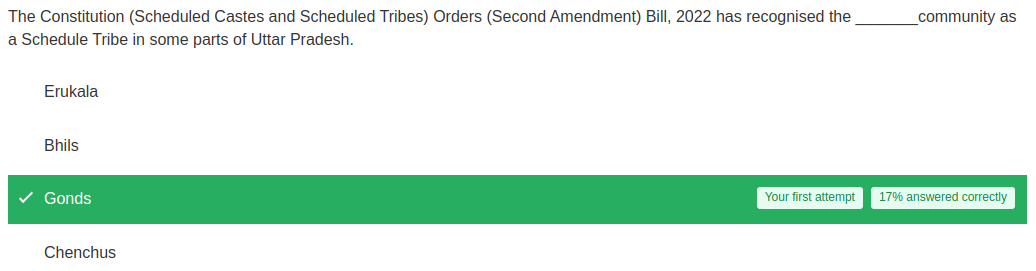 The Constitution (Scheduled Castes and Scheduled Tribes) Orders (Second Amendment) Bill, 2022 has recognised the _______community as
a Schedule Tribe in some parts of Uttar Pradesh.
Erukala
Bhils
Gonds Your first attempt 17% answered correctly
Chenchus